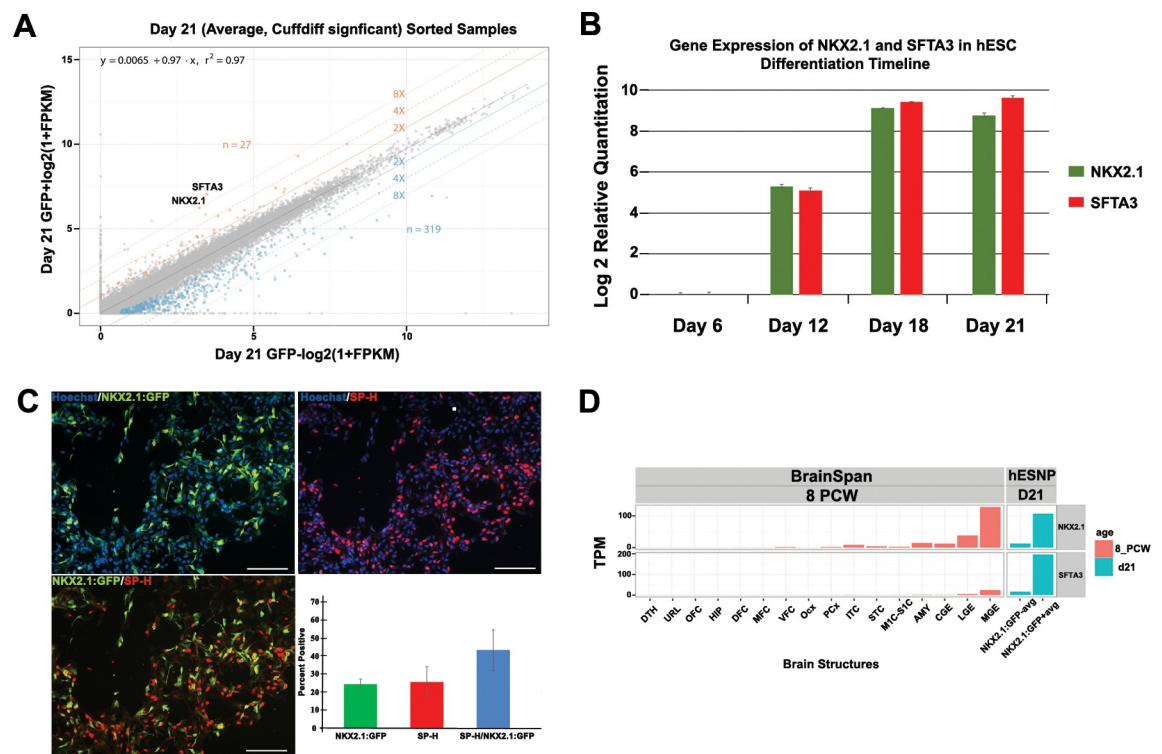 A
Day 21 (Average, Cuffdiff signficant) Sorted Samples
y = 0.0065 + 0.97 · x, r² = 0.97
15
10
5
0
8X
4X
2X
n = 27
2X
4X
8X
SFTA3
NKX2.1
n = 319
0
5
10
Day 21 GFP+log2(1+FPKM)
Day 21 GFP-log2(1+FPKM)
B
Gene Expression of NKX2.1 and SFTA3 in hESC
Differentiation Timeline
Log 2 Relative Quantitation
10
8
6
4
2
0
Day 6
Day 12
Day 18
Day 21
NKX2.1
SFTA3
C
Hoechst/NKX2.1:GFP
Hoechst/SP-H
NKX2.1:GFP/SP-H
Percent Positive
70
60
50
40
30
20
10
0
NKX2.1:GFP
SP-H
SP-H/NKX2.1:GFP
D
BrainSpan
8 PCW
hESNP
D21
TPM
100
0
200
100
0
NKX2.1
SFTA3
DTH
URL
OFC
HIP
DFC
MFC
VFC
Ocx
PCx
ITC
STC
M1C-S1C
AMY
CGE
LGE
MGE
NKX2.1:GFP-avg
NKX2.1:GFP+avg
Brain Structures
age
8_PCW
d21